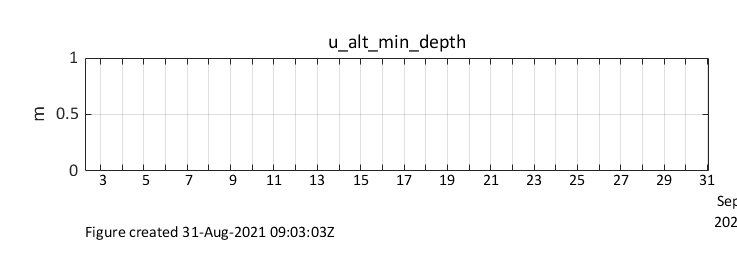 u_alt_min_depth
1
m
0.5
0
3 5 7 9 11 13 15 17 19 21 23 25 27 29 31
Sep
202
Figure created 31-Aug-2021 09:03:03Z